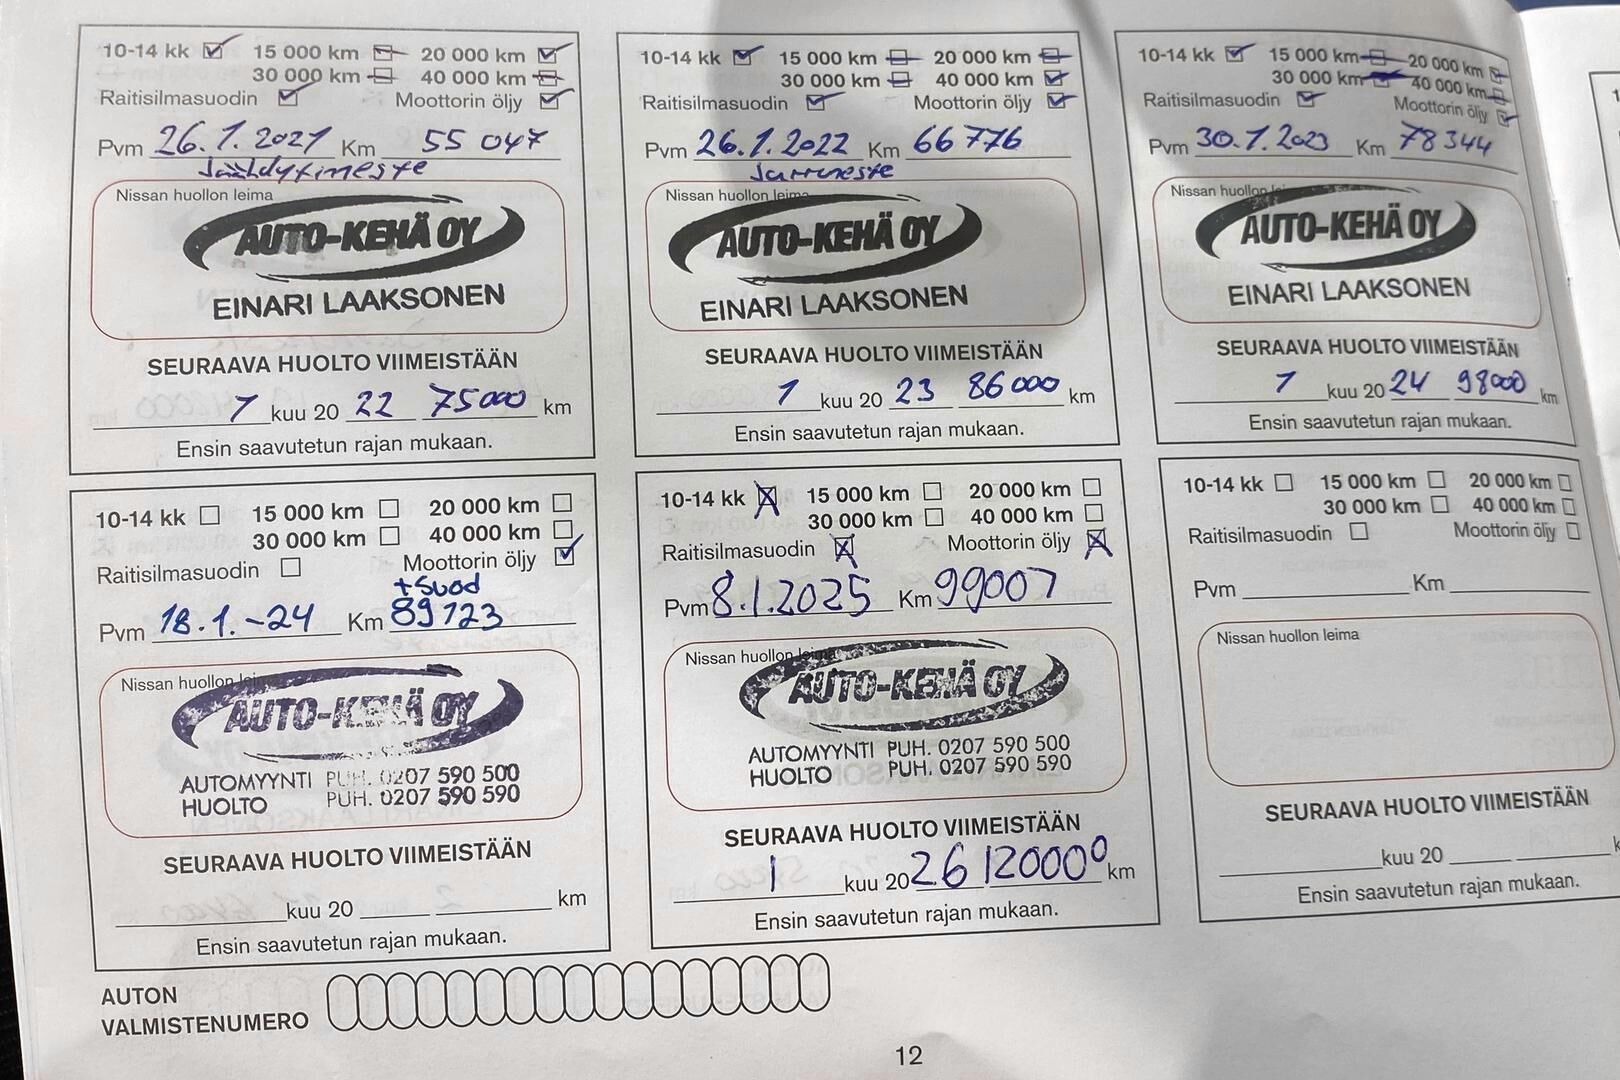 10-14 kk 15 000 km 20 000 km
30 000 km 40 000 km
Raitisilmasuodin Moottorin öljy
Pvm 26.1.2021 Km 55 047
Jäähdytinneste
Nissan huollon leima
AUTO-KEHÄ OY
EINARI LAAKSONEN
SEURAAVA HUOLTO VIIMEISTÄÄN
1 kuu 20 22 75000 km
Ensin saavutetun rajan mukaan.
10-14 kk 15 000 km 20 000 km
30 000 km 40 000 km
Raitisilmasuodin Moottorin öljy
Pvm 26.1.2022 Km 66 776
Jarruneste
Nissan huollon leima
AUTO-KEHÄ OY
EINARI LAAKSONEN
SEURAAVA HUOLTO VIIMEISTÄÄN
1 kuu 20 23 86000 km
Ensin saavutetun rajan mukaan.
10-14 kk 15 000 km 20 000 km
30 000 km 40 000 km
Raitisilmasuodin Moottorin öljy
Pvm 30.1.2023 Km 78344
Nissan huollon
AUTO-KEHÄ OY
EINARI LAAKSONEN
SEURAAVA HUOLTO VIIMEISTÄÄN
1 kuu 20 24 98000 km
Ensin saavutetun rajan mukaan.
10-14 kk 15 000 km 20 000 km
30 000 km 40 000 km
Raitisilmasuodin Moottorin öljy
+suod
Pvm 18.1.-24 Km 89123
Nissan huollon leima
AUTO-KEHÄ OY
AUTOMYYNTI PUH. 0207 590 500
HUOLTO PUH. 0207 590 590
SEURAAVA HUOLTO VIIMEISTÄÄN
kuu 20 km
Ensin saavutetun rajan mukaan.
10-14 kk 15 000 km 20 000 km
30 000 km 40 000 km
Raitisilmasuodin Moottorin öljy
Pvm 8.1.2025 Km 99007
Nissan huollon leima
AUTO-KEHÄ OY
AUTOMYYNTI PUH. 0207 590 500
HUOLTO PUH. 0207 590 590
SEURAAVA HUOLTO VIIMEISTÄÄN
1 kuu 20 26 120000 km
Ensin saavutetun rajan mukaan.
10-14 kk 15 000 km 20 000 km
30 000 km 40 000 km
Raitisilmasuodin Moottorin öljy
Pvm Km
Nissan huollon leima
SEURAAVA HUOLTO VIIMEISTÄÄN
kuu 20
Ensin saavutetun rajan mukaan.
AUTON
VALMISTENUMERO
12